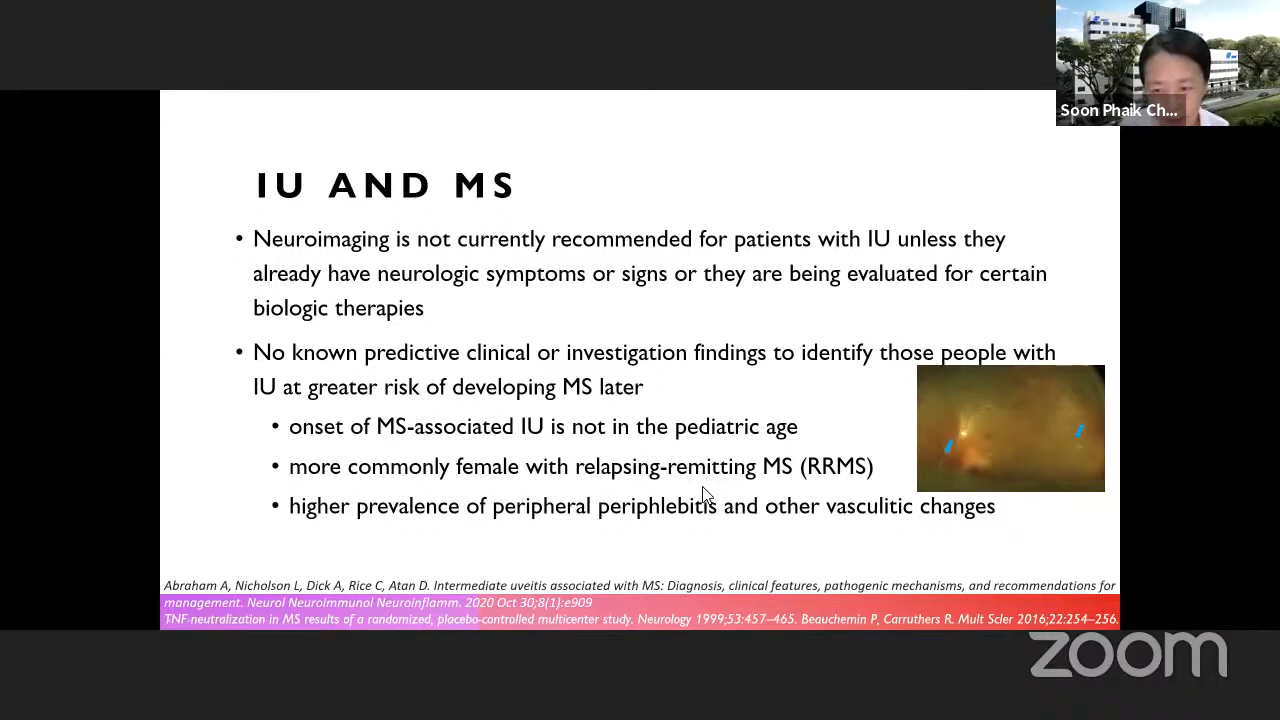 Soon Phaik Ch...
IU AND MS
• Neuroimaging is not currently recommended for patients with IU unless they
already have neurologic symptoms or signs or they are being evaluated for certain
biologic therapies
• No known predictive clinical or investigation findings to identify those people with
IU at greater risk of developing MS later
• onset of MS-associated IU is not in the pediatric age
• more commonly female with relapsing-remitting MS (RRMS)
• higher prevalence of peripheral periphlebitis and other vasculitic changes
Abraham A, Nicholson L, Dick A, Rice C, Atan D. Intermediate uveitis associated with MS: Diagnosis, clinical features, pathogenic mechanisms, and recommendations for
management. Neurol Neuroimmunol Neuroinflamm. 2020 Oct 30;8(1):e909
TNF neutralization in MS results of a randomized, placebo-controlled multicenter study. Neurology 1999;53:457–465. Beauchemin P, Carruthers R. Mult Scler 2016;22:254–256.
zoom